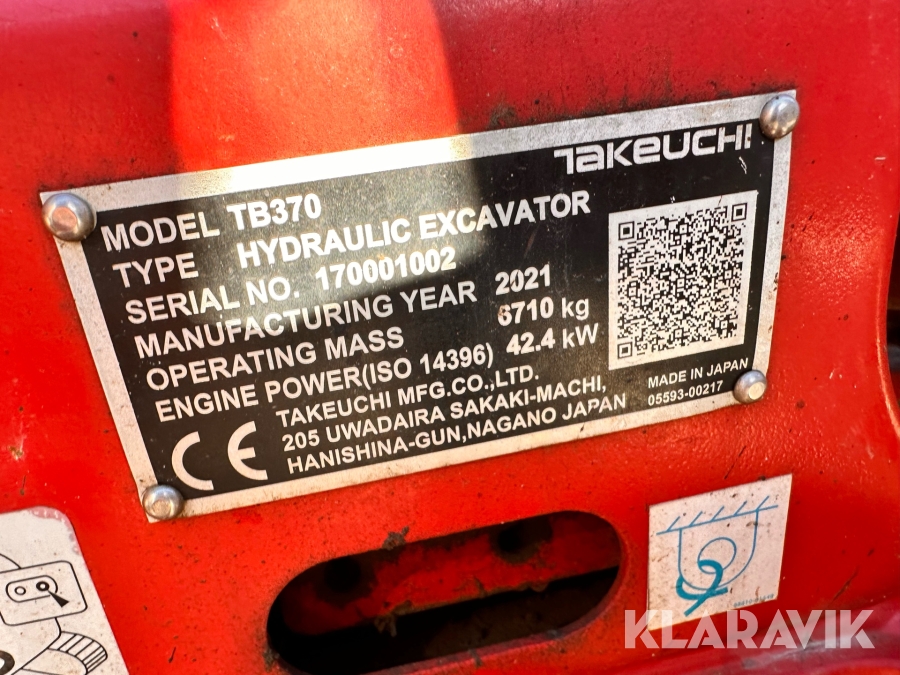 TAKEUCHI
MODEL TB370
TYPE HYDRAULIC EXCAVATOR
SERIAL NO. 170001002
MANUFACTURING YEAR 2021
OPERATING MASS 6710 kg
ENGINE POWER(ISO 14396) 42.4 kW
TAKEUCHI MFG.CO.,LTD.
205 UWADAIRA SAKAKI-MACHI,
HANISHINA-GUN,NAGANO JAPAN
MADE IN JAPAN
05593-00217
CE
KLARAVIK